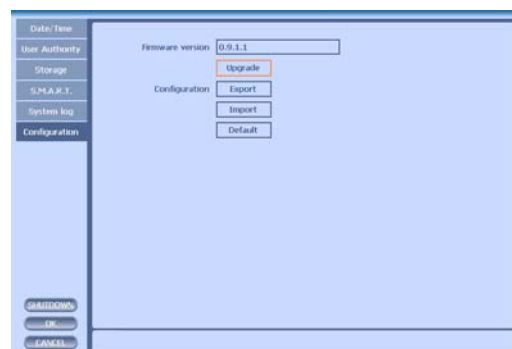 Date/Time
User Authority
Storage
S.M.A.R.T.
System log
Configuration
Firmware version 0.9.1.1
Upgrade
Configuration Export
Import
Default
SHUTDOWN
OK
CANCEL